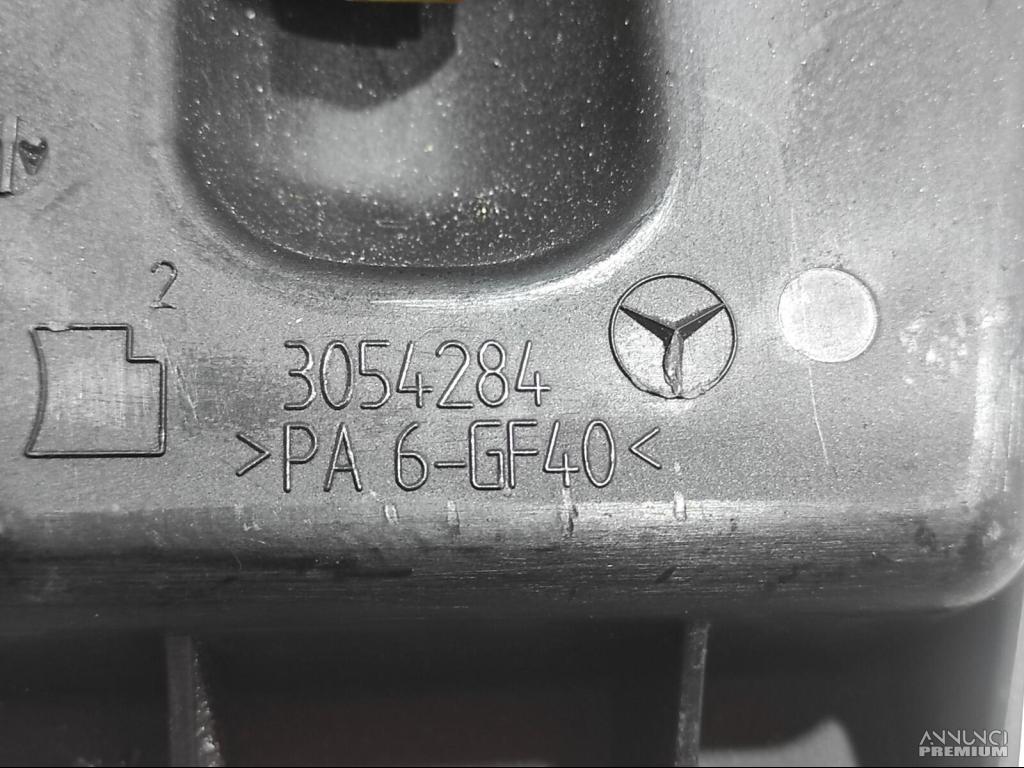 2
3054284
>PA 6-GF40<
ANNUNCI
PREMIUM